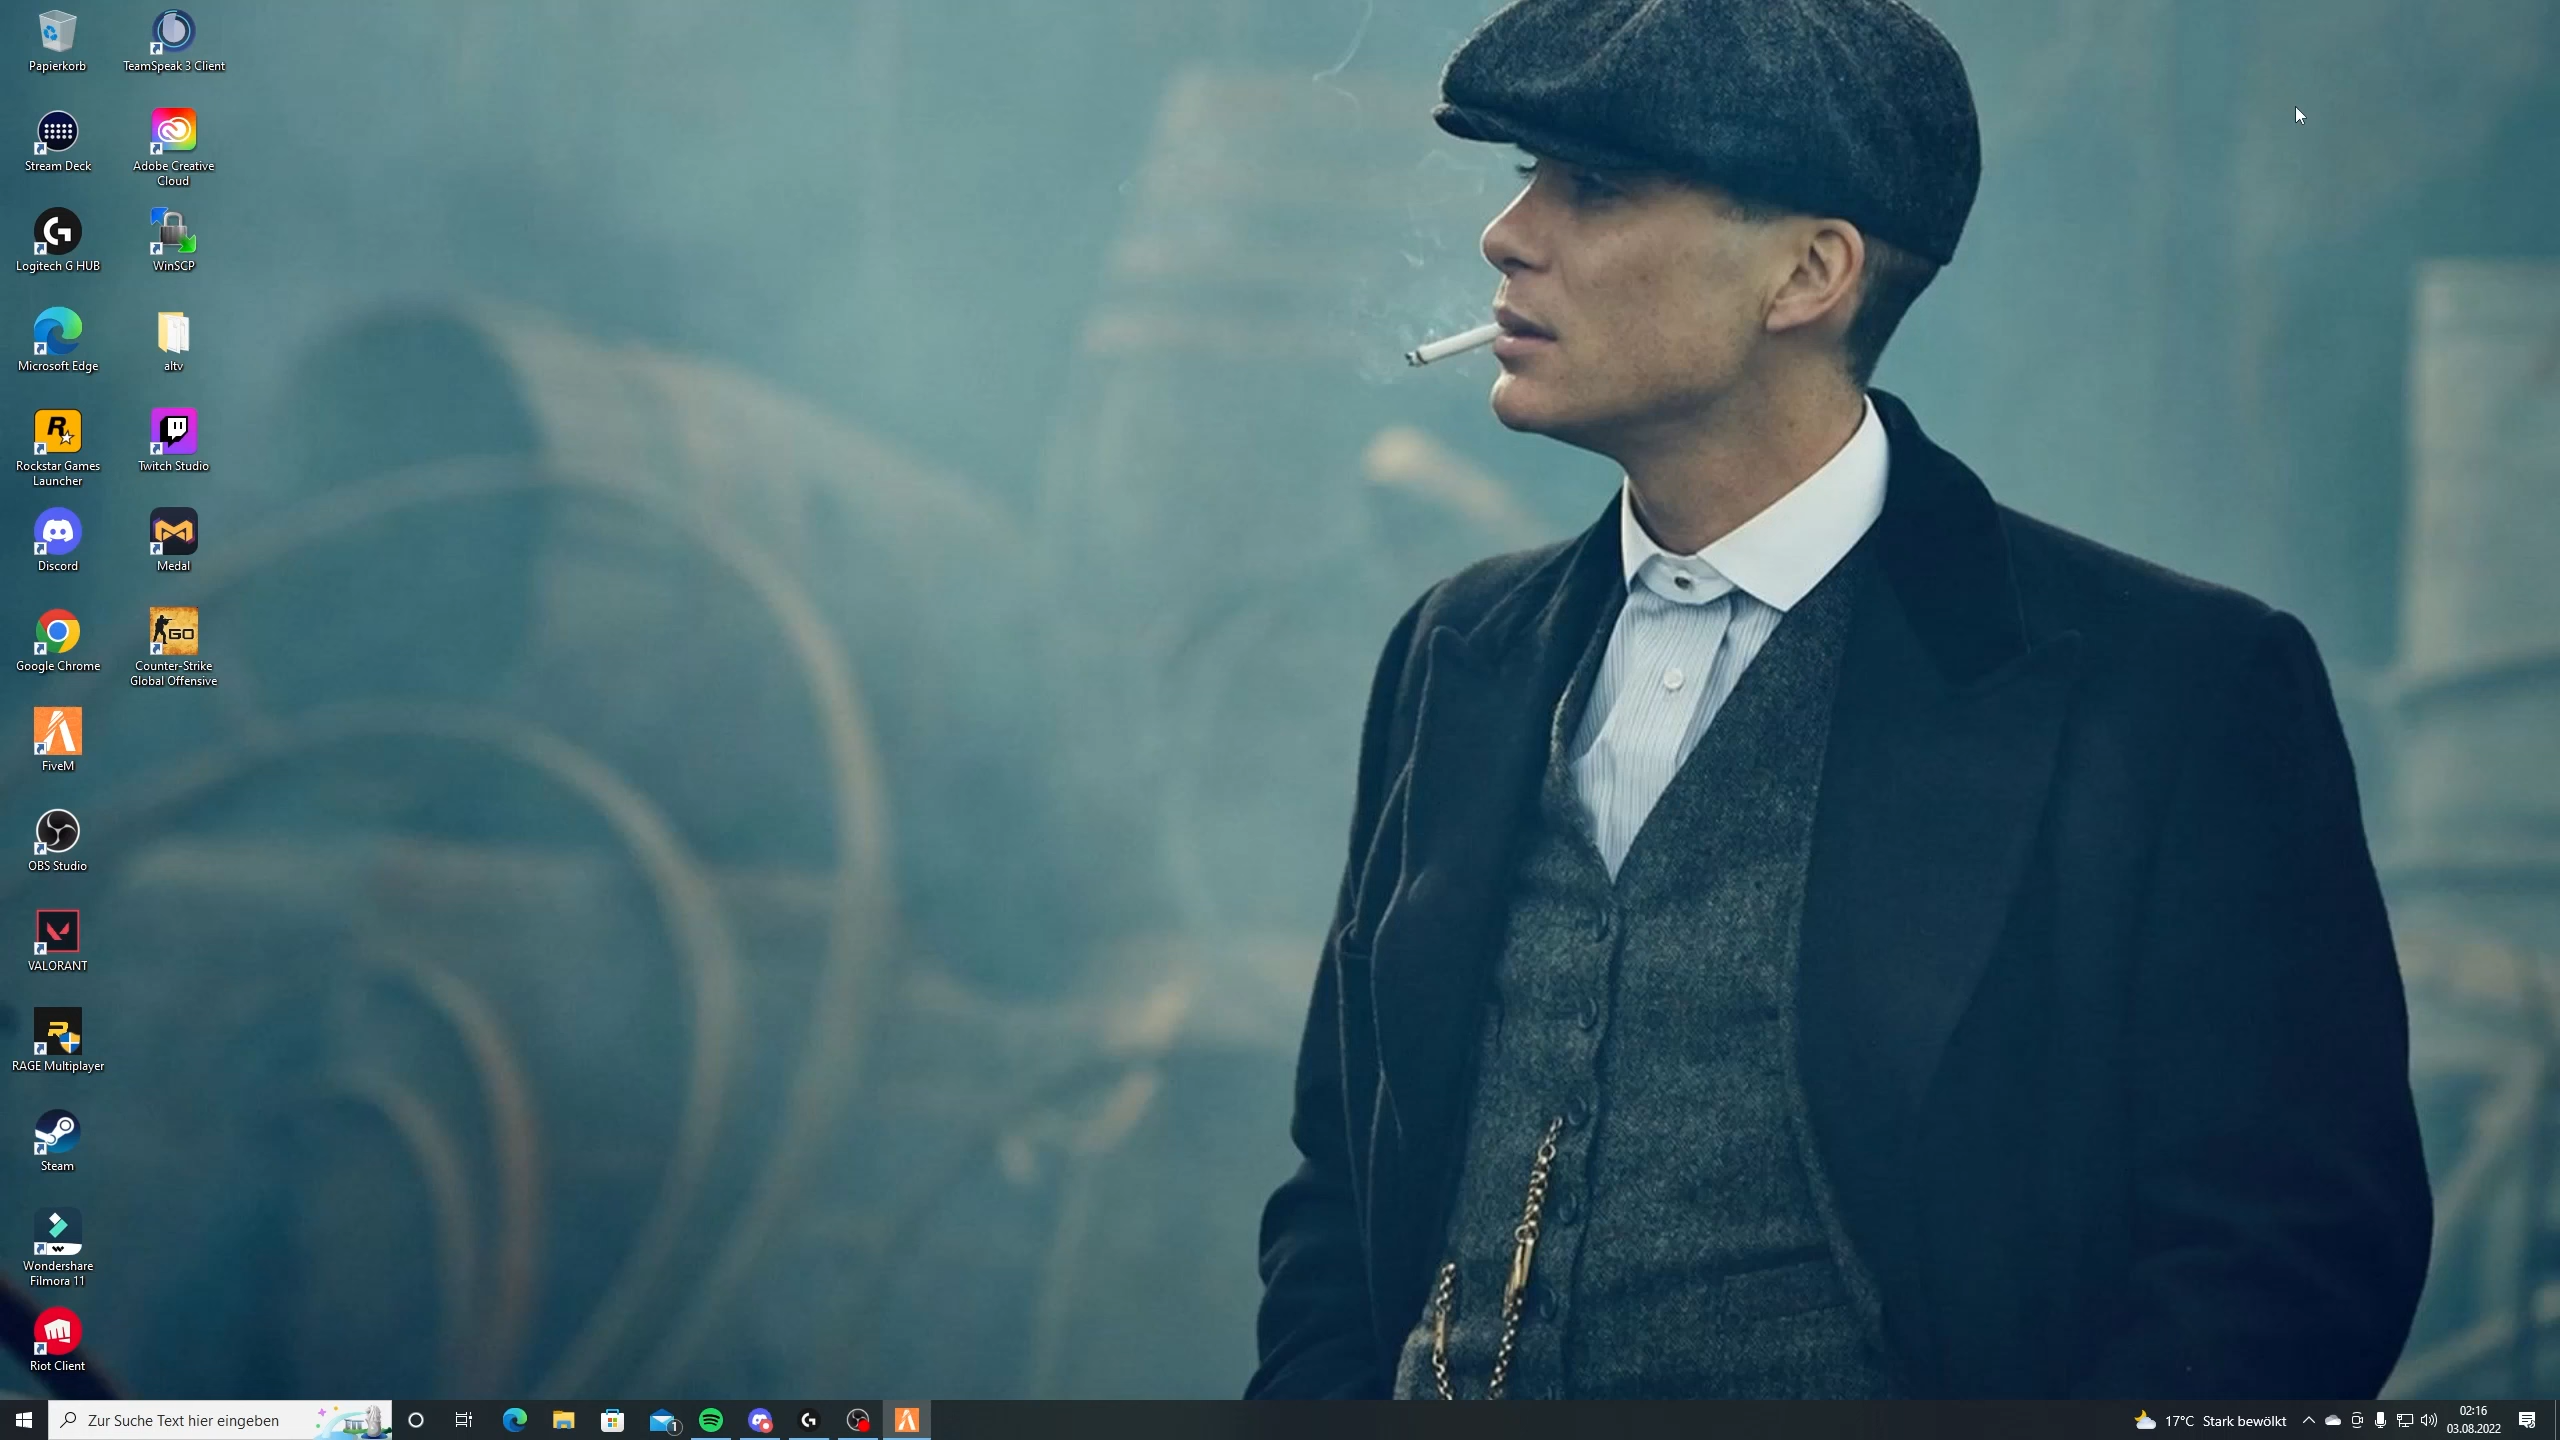 Papierkorb
TeamSpeak 3 Client
Stream Deck
Adobe Creative
Cloud
Logitech G HUB
WinSCP
Microsoft Edge
altv
Rockstar Games
Launcher
Twitch Studio
Discord
Medal
Google Chrome
Counter-Strike
Global Offensive
GO
FiveM
OBS Studio
VALORANT
RAGE Multiplayer
Steam
Wondershare
Filmora 11
Riot Client
Zur Suche Text hier eingeben
1
17°C Stark bewölkt
02:16
03.08.2022